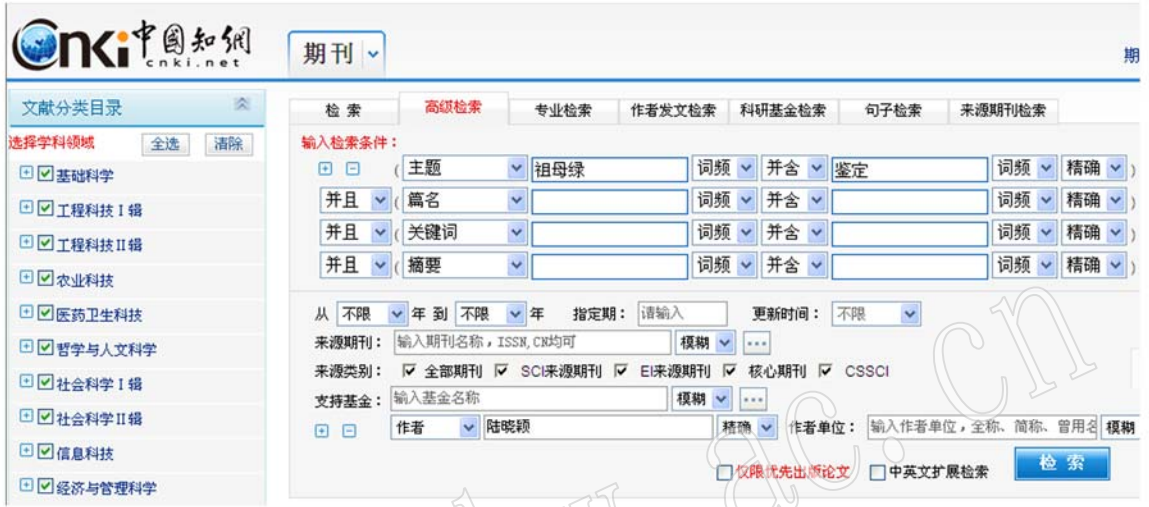 cnki 中国知網
cnki.net
期刊
期
文献分类目录
选择学科领域 全选 清除
基础科学
工程科技I辑
工程科技II辑
农业科技
医药卫生科技
哲学与人文科学
社会科学I辑
社会科学II辑
信息科技
经济与管理科学
检索 高级检索 专业检索 作者发文检索 科研基金检索 句子检索 来源期刊检索
输入检索条件：
( 主题 祖母绿 词频 并含 鉴定 词频 精确 )
并且 ( 篇名 词频 并含 词频 精确 )
并且 ( 关键词 词频 并含 词频 精确 )
并且 ( 摘要 词频 并含 词频 精确 )
从 不限 年 到 不限 年 指定期： 请输入 更新时间： 不限
来源期刊： 输入期刊名称，ISSN,CN均可 模糊 ...
来源类别： 全部期刊 SCI来源期刊 EI来源期刊 核心期刊 CSSCI
支持基金： 输入基金名称 模糊 ...
作者 陆晓颖 精确 作者单位： 输入作者单位，全称、简称、曾用名 模糊
仅限优先出版论文 中英文扩展检索 检索